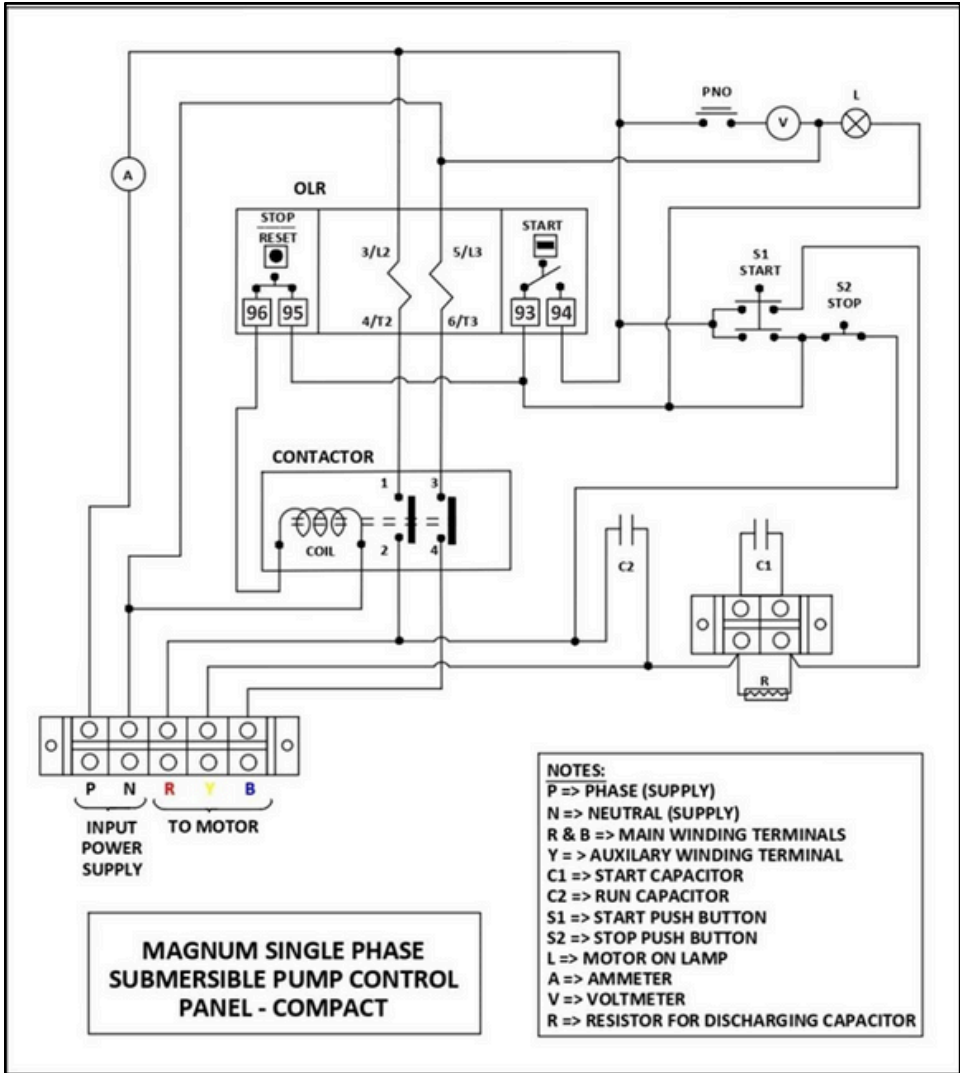 PNO
L
V
A
OLR
STOP
RESET
START
3/L2
5/L3
96
95
4/T2
6/T3
93
94
S1
START
S2
STOP
CONTACTOR
1
3
COIL
2
4
C2
C1
R
P
N
R
Y
B
INPUT
POWER
SUPPLY
TO MOTOR
MAGNUM SINGLE PHASE
SUBMERSIBLE PUMP CONTROL
PANEL - COMPACT
NOTES:
P => PHASE (SUPPLY)
N => NEUTRAL (SUPPLY)
R & B => MAIN WINDING TERMINALS
Y = > AUXILARY WINDING TERMINAL
C1 => START CAPACITOR
C2 => RUN CAPACITOR
S1 => START PUSH BUTTON
S2 => STOP PUSH BUTTON
L => MOTOR ON LAMP
A => AMMETER
V => VOLTMETER
R => RESISTOR FOR DISCHARGING CAPACITOR